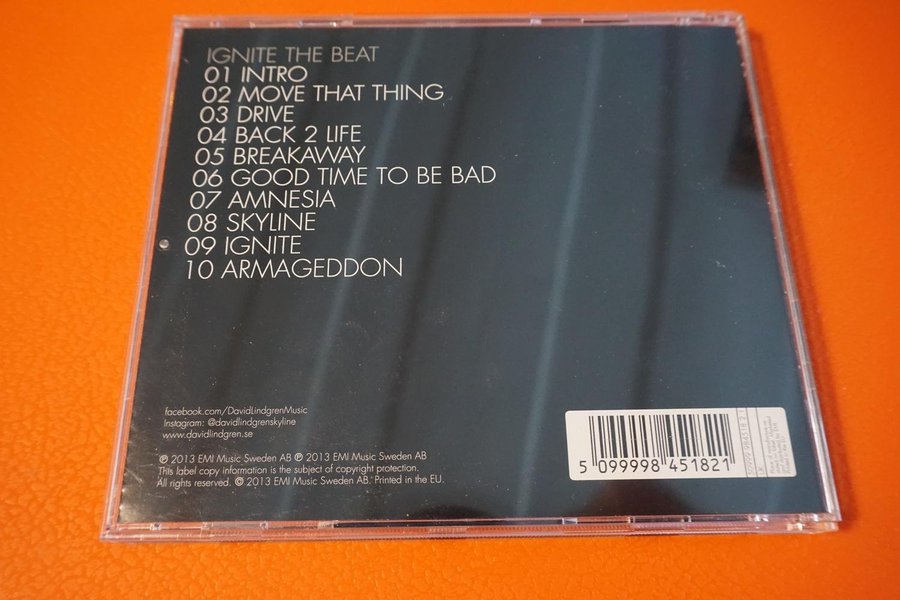 IGNITE THE BEAT
01 INTRO
02 MOVE THAT THING
03 DRIVE
04 BACK 2 LIFE
05 BREAKAWAY
06 GOOD TIME TO BE BAD
07 AMNESIA
08 SKYLINE
09 IGNITE
10 ARMAGEDDON
facebook.com/DavidLindgrenMusic
Instagram: @davidlindgrenskyline
www.davidlindgren.se
℗ 2013 EMI Music Sweden AB ℗ 2013 EMI Music Sweden AB
This label copy information is the subject of copyright protection.
All rights reserved. © 2013 EMI Music Sweden AB. Printed in the EU.
5 099998 451821